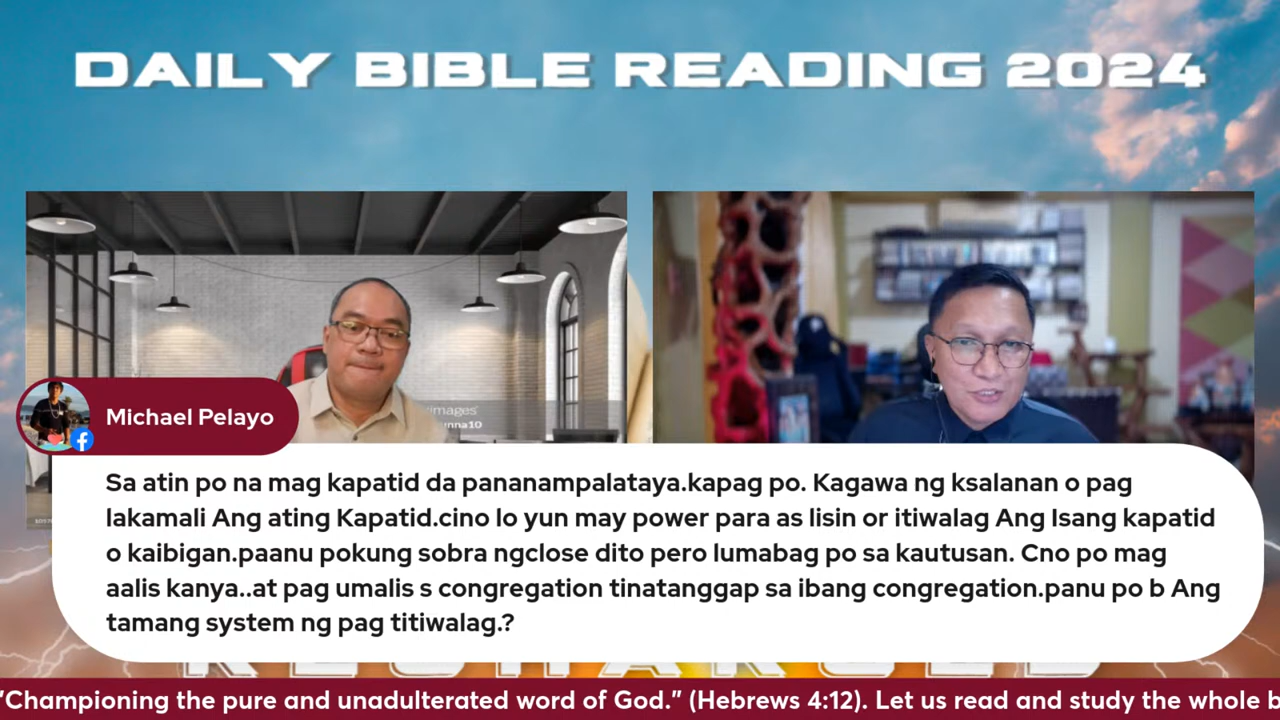 DAILY BIBLE READING 2024
Michael Pelayo
Sa atin po na mag kapatid da pananampalataya.kapag po. Kagawa ng ksalanan o pag
lakamali Ang ating Kapatid.cino lo yun may power para as lisin or itiwalag Ang Isang kapatid
o kaibigan.paanu pokung sobra ngclose dito pero lumabag po sa kautusan. Cno po mag
aalis kanya..at pag umalis s congregation tinatanggap sa ibang congregation.panu po b Ang
tamang system ng pag titiwalag.?
"Championing the pure and unadulterated word of God." (Hebrews 4:12). Let us read and study the whole b